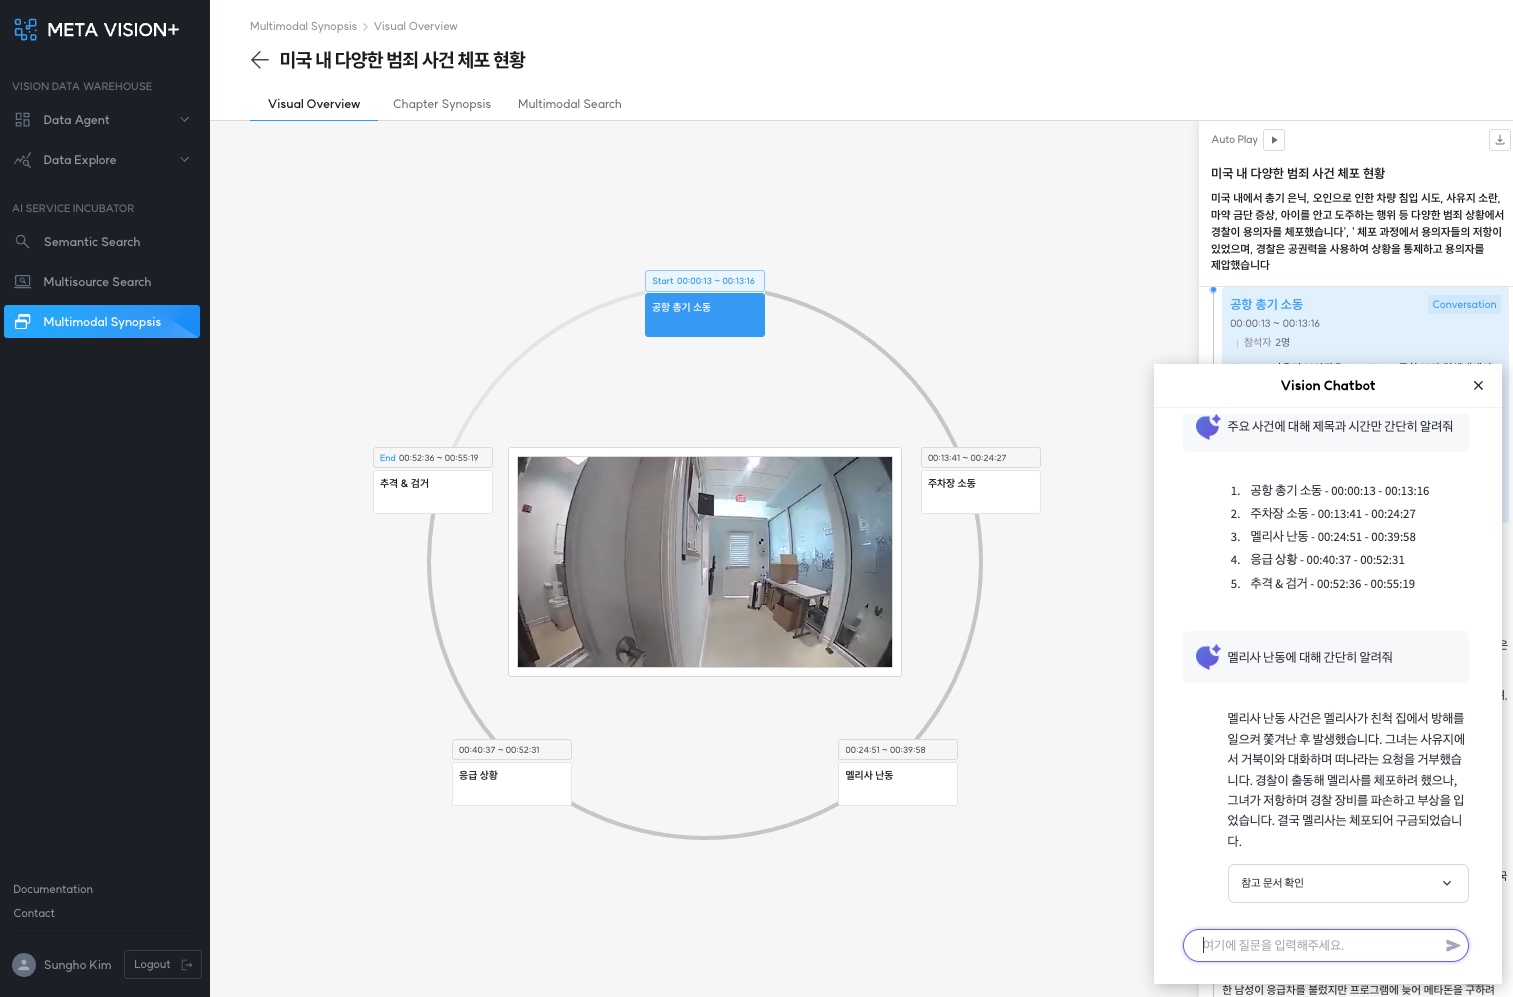 META VISION+
VISION DATA WAREHOUSE
Data Agent
Data Explore
AI SERVICE INCUBATOR
Semantic Search
Multisource Search
Multimodal Synopsis
Documentation
Contact
Sungho Kim
Logout
Multimodal Synopsis > Visual Overview
미국 내 다양한 범죄 사건 체포 현황
Visual Overview
Chapter Synopsis
Multimodal Search
Start 00:00:13 ~ 00:13:16
공항 총기 소동
End 00:52:36 ~ 00:55:19
추격 & 검거
00:13:41 ~ 00:24:27
주차장 소동
00:40:37 ~ 00:52:31
응급 상황
00:24:51 ~ 00:39:58
멜리사 난동
Auto Play
미국 내 다양한 범죄 사건 체포 현황
미국 내에서 총기 은닉, 오인으로 인한 차량 침입 시도, 사유지 소란,
마약 금단 증상, 아이를 안고 도주하는 행위 등 다양한 범죄 상황에서
경찰이 용의자를 체포했습니다', ' 체포 과정에서 용의자들의 저항이
있었으며, 경찰은 공권력을 사용하여 상황을 통제하고 용의자를
제압했습니다
공항 총기 소동
Conversation
00:00:13 ~ 00:13:16
참석자 2명
Vision Chatbot
주요 사건에 대해 제목과 시간만 간단히 알려줘
1. 공항 총기 소동 - 00:00:13 - 00:13:16
2. 주차장 소동 - 00:13:41 - 00:24:27
3. 멜리사 난동 - 00:24:51 - 00:39:58
4. 응급 상황 - 00:40:37 - 00:52:31
5. 추격 & 검거 - 00:52:36 - 00:55:19
멜리사 난동에 대해 간단히 알려줘
멜리사 난동 사건은 멜리사가 친척 집에서 방해를
일으켜 쫓겨난 후 발생했습니다. 그녀는 사유지에
서 거북이와 대화하며 떠나라는 요청을 거부했습
니다. 경찰이 출동해 멜리사를 체포하려 했으나,
그녀가 저항하며 경찰 장비를 파손하고 부상을 입
었습니다. 결국 멜리사는 체포되어 구금되었습니
다.
참고 문서 확인
여기에 질문을 입력해주세요.
은
국
한 남성이 응급차를 불렀지만 프로그램에 늦어 메타돈을 구하려